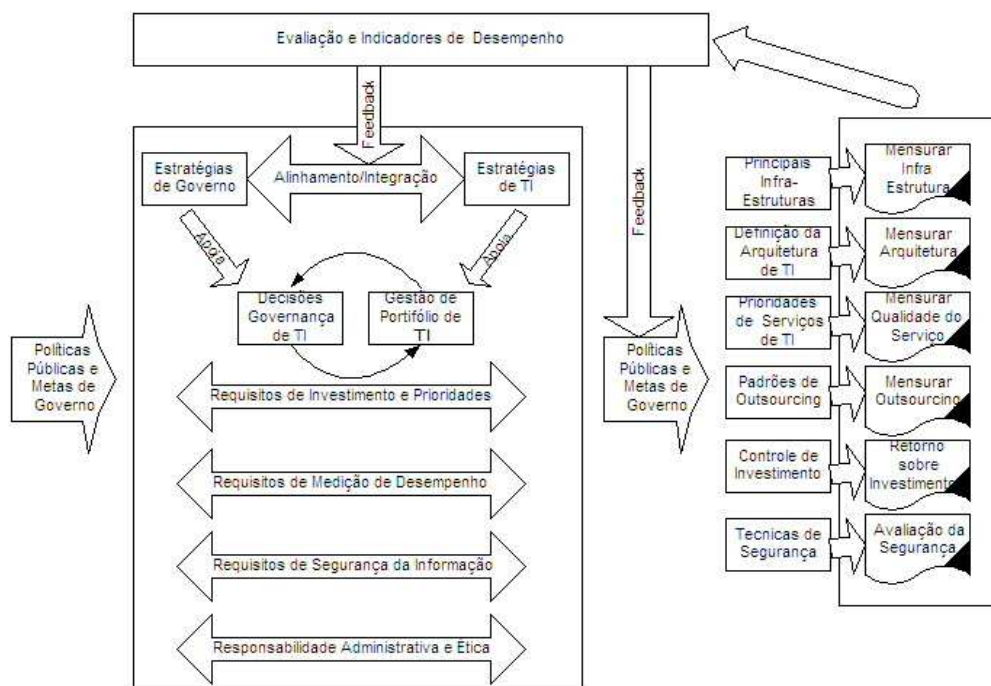 Evaliação e Indicadores de Desempenho
Feedback
Feedback
Estratégias
de Governo
Alinhamento/Integração
Estratégias
de TI
Apoia
Apoia
Decisões
Governança
de TI
Gestão de
Portifólio de
TI
Políticas
Públicas e
Metas de
Governo
Requisitos de Investimento e Prioridades
Requisitos de Medição de Desempenho
Requisitos de Segurança da Informação
Responsabilidade Administrativa e Ética
Políticas
Públicas e
Metas de
Governo
Principais
Infra-
Estruturas
Mensurar
Infra
Estrutura
Definição da
Arquitetura
de TI
Mensurar
Arquitetura
Prioridades
de Serviços
de TI
Mensurar
Qualidade do
Serviço
Padrões de
Outsourcing
Mensurar
Outsourcing
Controle de
Investimento
Retorno
sobre
Investimento
Tecnicas de
Segurança
Avaliação da
Segurança